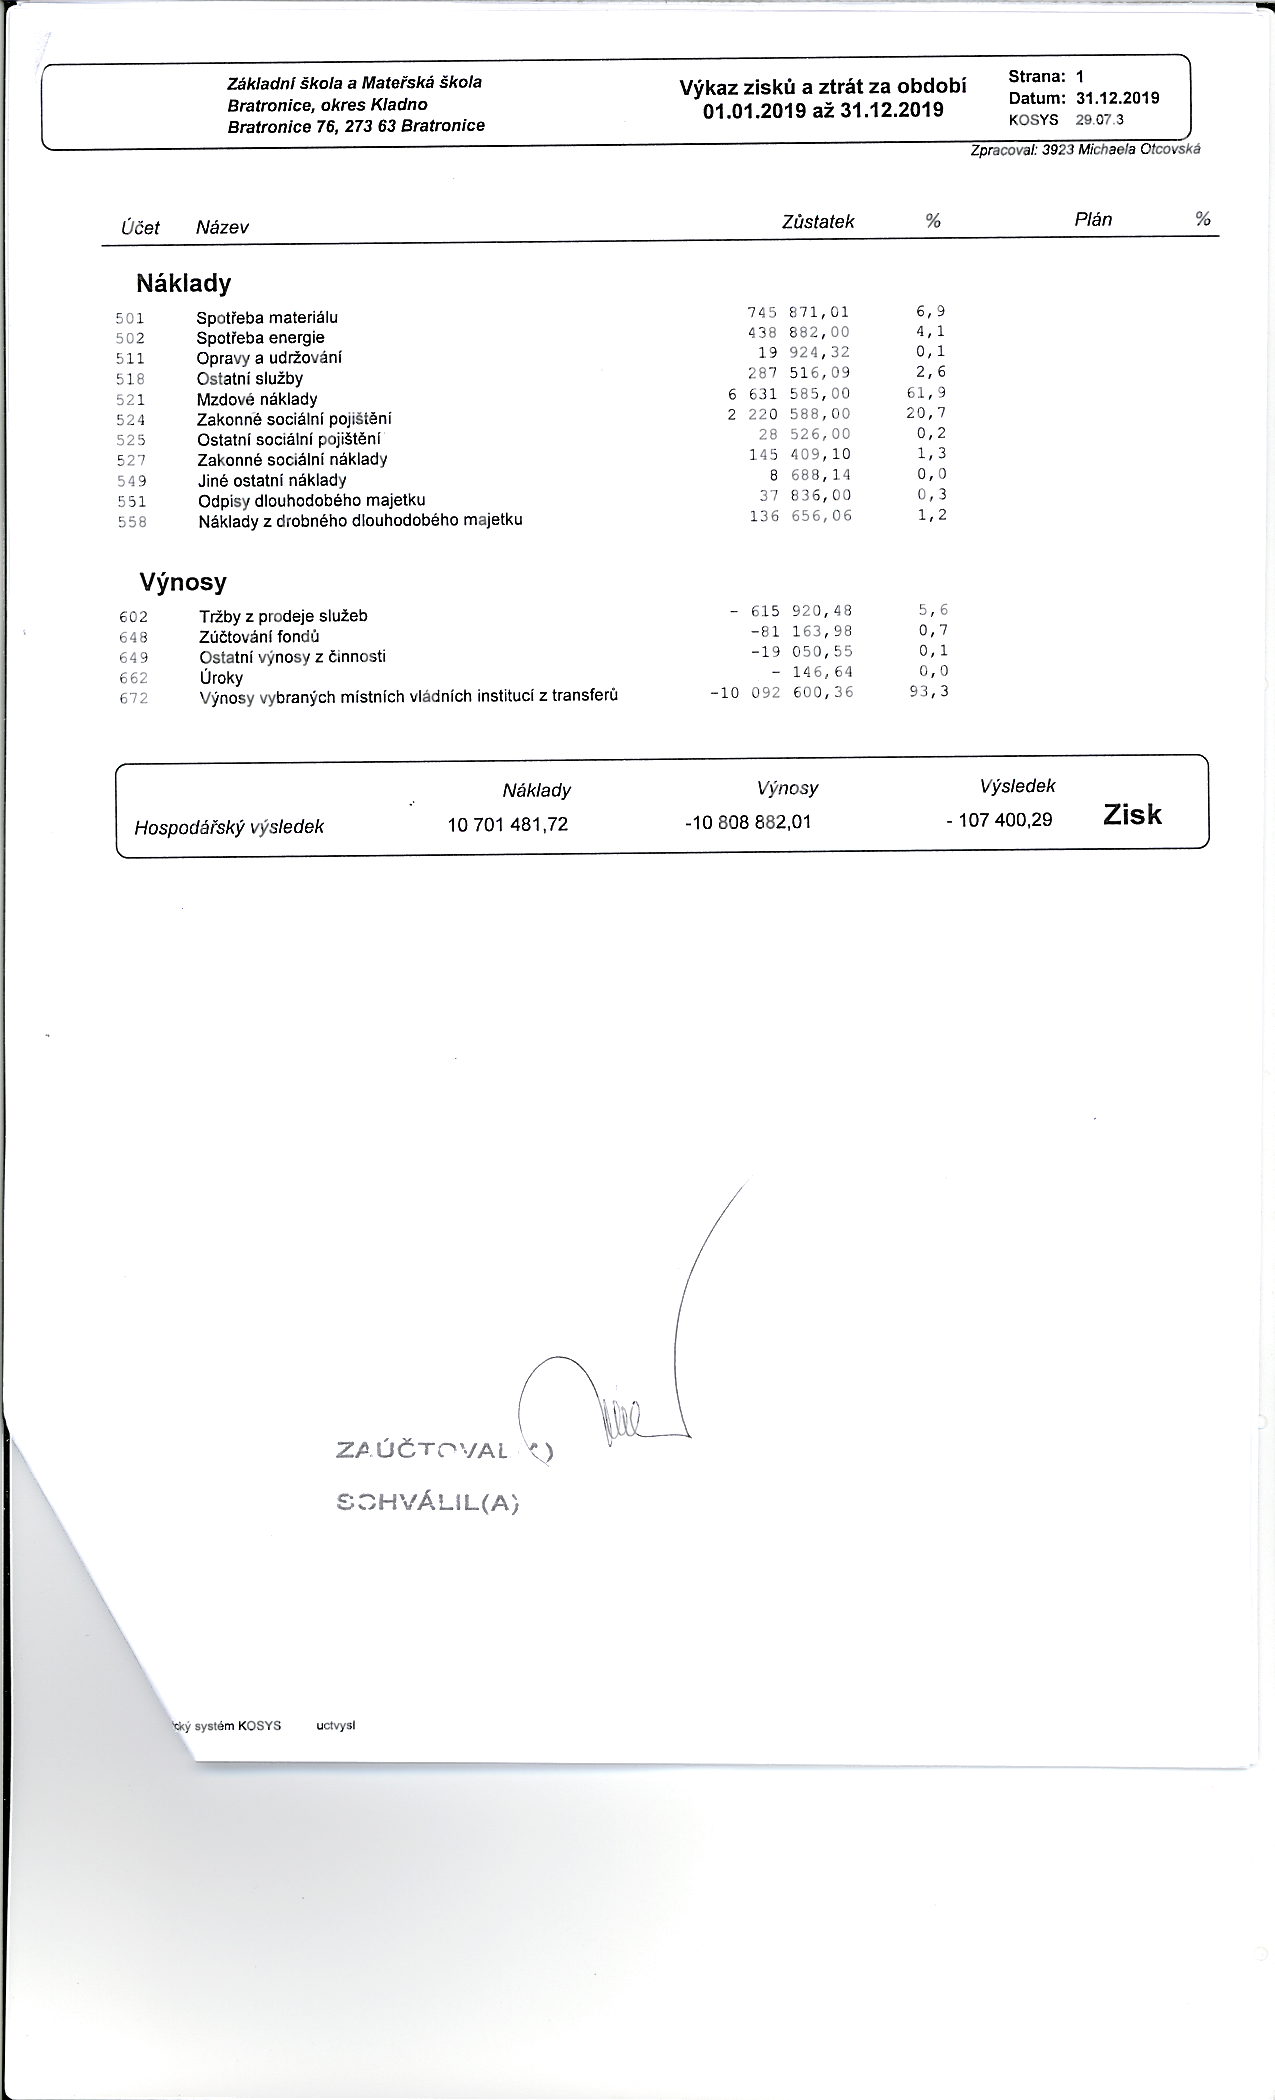 Základní škola a Mateřská škola
Bratronice, okres Kladno
Bratronice 76, 273 63 Bratronice
Výkaz zisků a ztrát za období
01.01.2019 až 31.12.2019
Strana: 1
Datum: 31.12.2019
KOSYS 29.07.3
Zpracoval: 3923 Michaela Otcovská
Účet Název Zůstatek % Plán %
Náklady
501 Spotřeba materiálu 745 871,01 6,9
502 Spotřeba energie 438 882,00 4,1
511 Opravy a udržování 19 924,32 0,1
518 Ostatní služby 287 516,09 2,6
521 Mzdové náklady 6 631 585,00 61,9
524 Zakonné sociální pojištění 2 220 588,00 20,7
525 Ostatní sociální pojištění 28 526,00 0,2
527 Zakonné sociální náklady 145 409,10 1,3
549 Jiné ostatní náklady 8 688,14 0,0
551 Odpisy dlouhodobého majetku 37 836,00 0,3
558 Náklady z drobného dlouhodobého majetku 136 656,06 1,2
Výnosy
602 Tržby z prodeje služeb - 615 920,48 5,6
648 Zúčtování fondů -81 163,98 0,7
649 Ostatní výnosy z činnosti -19 050,55 0,1
662 Úroky - 146,64 0,0
672 Výnosy vybraných místních vládních institucí z transferů -10 092 600,36 93,3
Náklady Výnosy Výsledek
Hospodářský výsledek 10 701 481,72 -10 808 882,01 - 107 400,29 Zisk
ZAÚČTOVAL
SCHVÁLIL(A)
cký systém KOSYS uctvysl